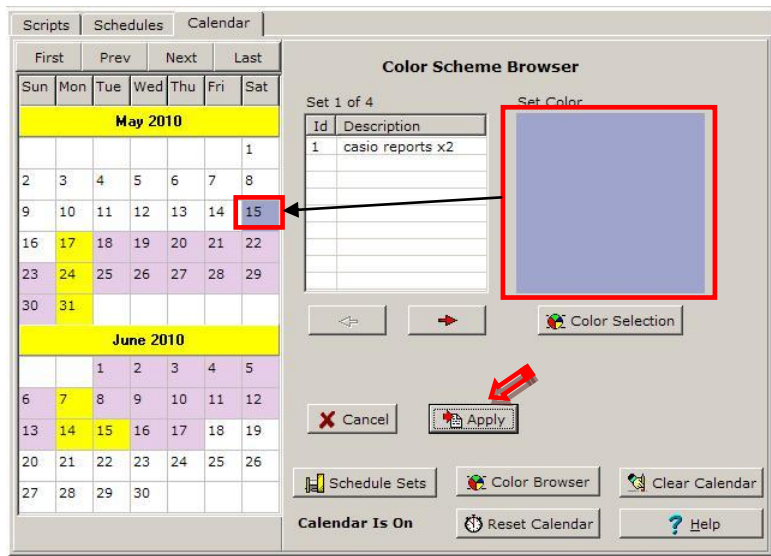 Scripts Schedules Calendar
First Prev Next Last
Sun Mon Tue Wed Thu Fri Sat
May 2010
1
2 3 4 5 6 7 8
9 10 11 12 13 14 15
16 17 18 19 20 21 22
23 24 25 26 27 28 29
30 31
June 2010
1 2 3 4 5
6 7 8 9 10 11 12
13 14 15 16 17 18 19
20 21 22 23 24 25 26
27 28 29 30
Color Scheme Browser
Set 1 of 4
Set Color
Id Description
1 casio reports x2
Color Selection
Cancel Apply
Schedule Sets Color Browser Clear Calendar
Calendar Is On Reset Calendar Help